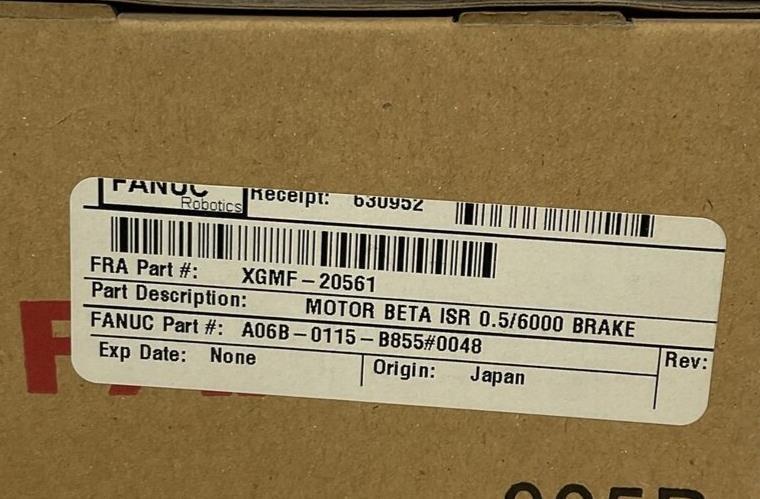 FANUC
Robotics
Receipt: 630952
FRA Part #: XGMF-20561
Part Description: MOTOR BETA ISR 0.5/6000 BRAKE
FANUC Part #: A06B-0115-B855#0048
Rev:
Exp Date: None
Origin: Japan